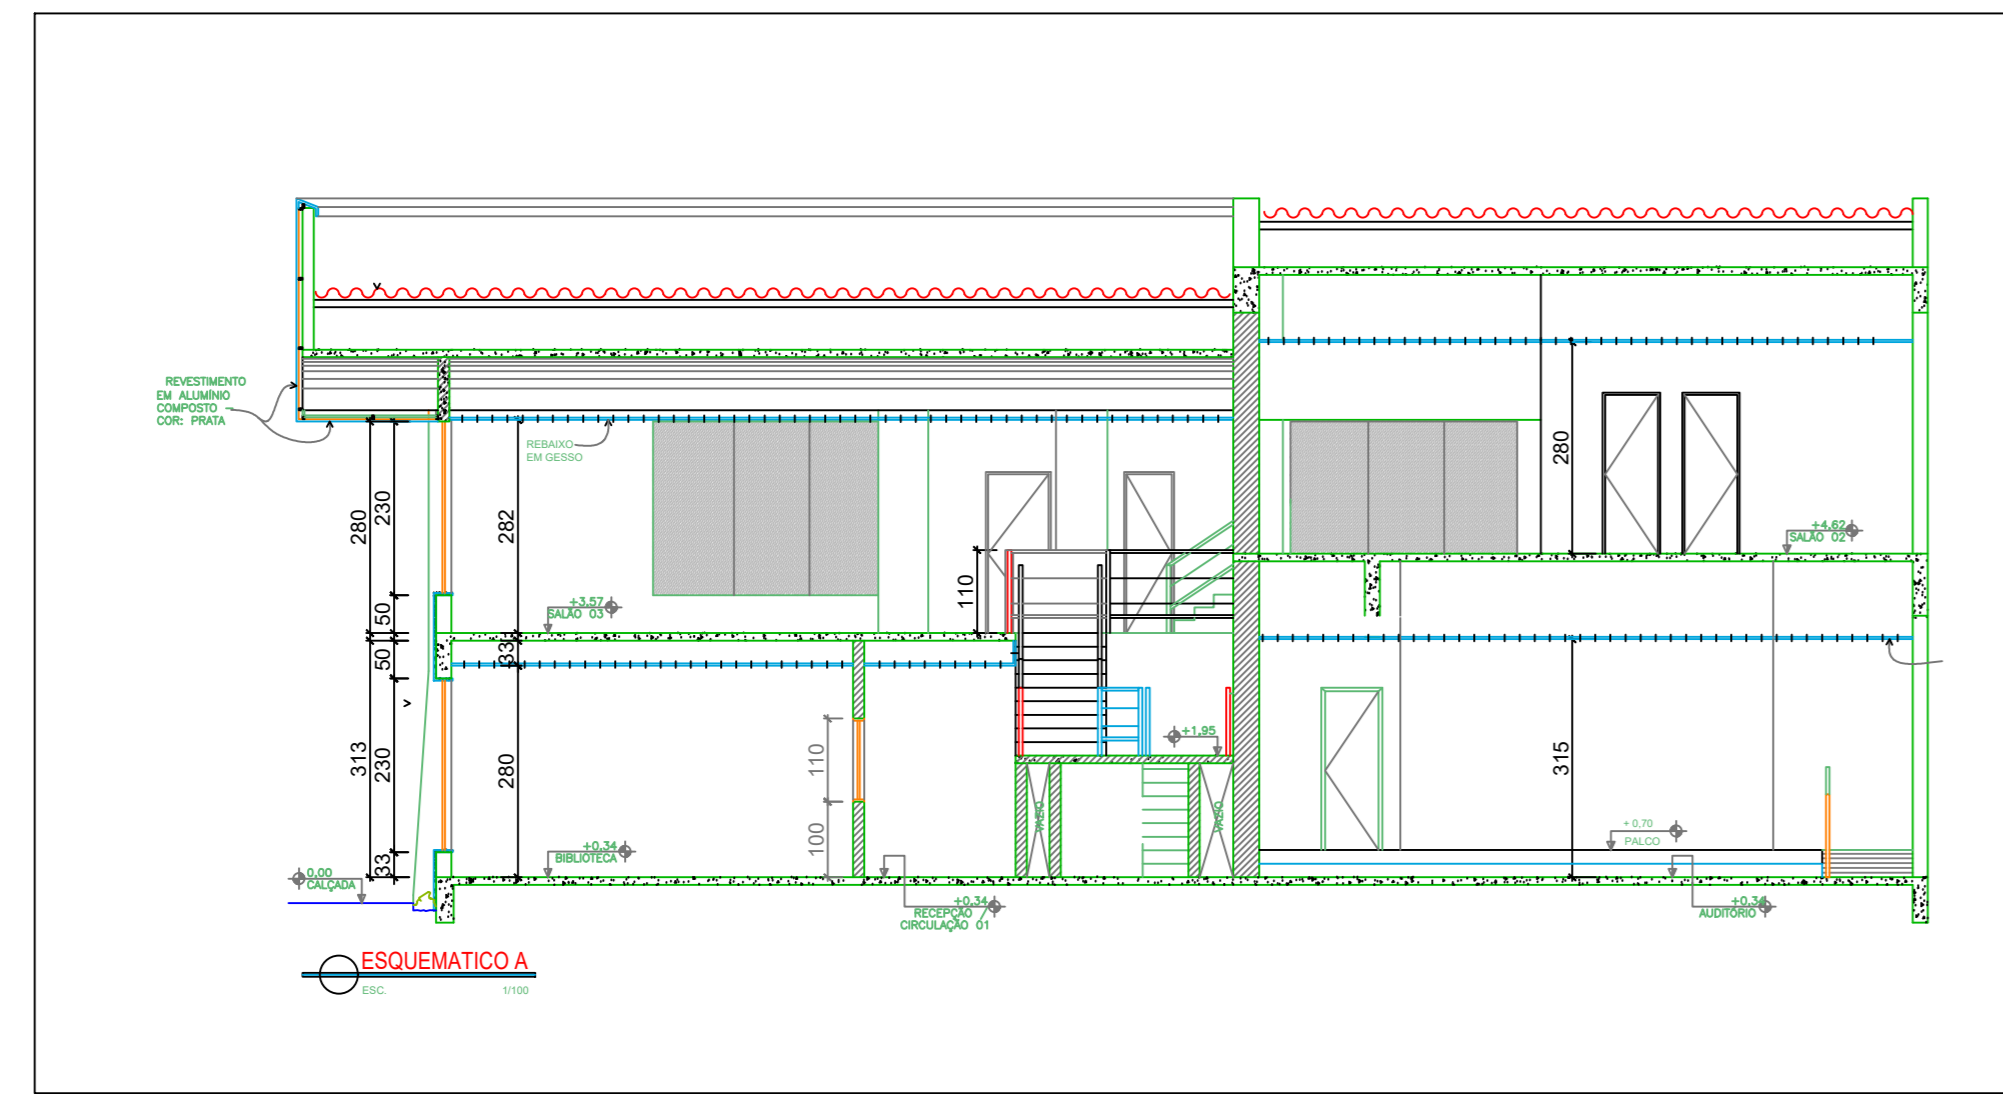 REVESTIMENTO
EM ALUMÍNIO
COMPOSTO
COR: PRATA
REBAIXO
EM GESSO
280
230
50
282
110
+3,57
SALÃO 03
280
+4.62
SALÃO 02
33
50
313
230
33
280
110
100
+1,95
315
VAZIO
VAZIO
+ 0,70
PALCO
+0,34
BIBLIOTECA
0,00
CALÇADA
+0,34
RECEPÇÃO
CIRCULAÇÃO 01
+0,34
AUDITÓRIO
ESQUEMATICO A
ESC. 1/100